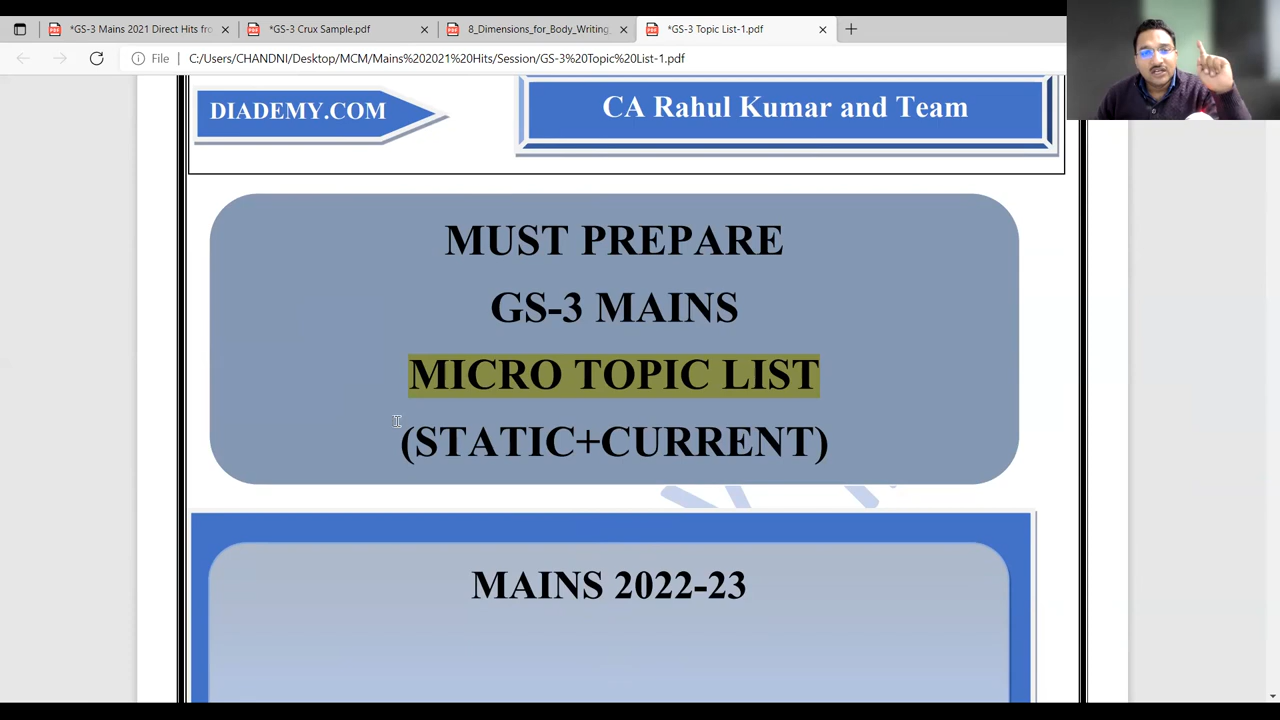 *GS-3 Mains 2021 Direct Hits fro
*GS-3 Crux Sample.pdf
8_Dimensions_for_Body_Writing
*GS-3 Topic List-1.pdf
File
C:/Users/CHANDNI/Desktop/MCM/Mains%202031%20Hits/Session/GS-3%20Topic%20List-1.pdf
DIADEMY.COM
CA Rahul Kumar and Team
MUST PREPARE
GS-3 MAINS
MICRO TOPIC LIST
(STATIC+CURRENT)
MAINS 2022-23